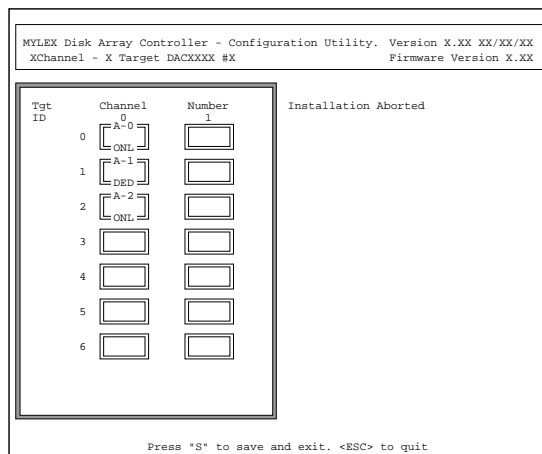 MYLEX Disk Array Controller - Configuration Utility. Version X.XX XX/XX/XX
XChannel - X Target DACXXXX #X Firmware Version X.XX
Tgt Channel Number Installation Aborted
ID 0 1
0 A-0
ONL
1 A-1
DED
2 A-2
ONL
3
4
5
6
Press "S" to save and exit. <ESC> to quit